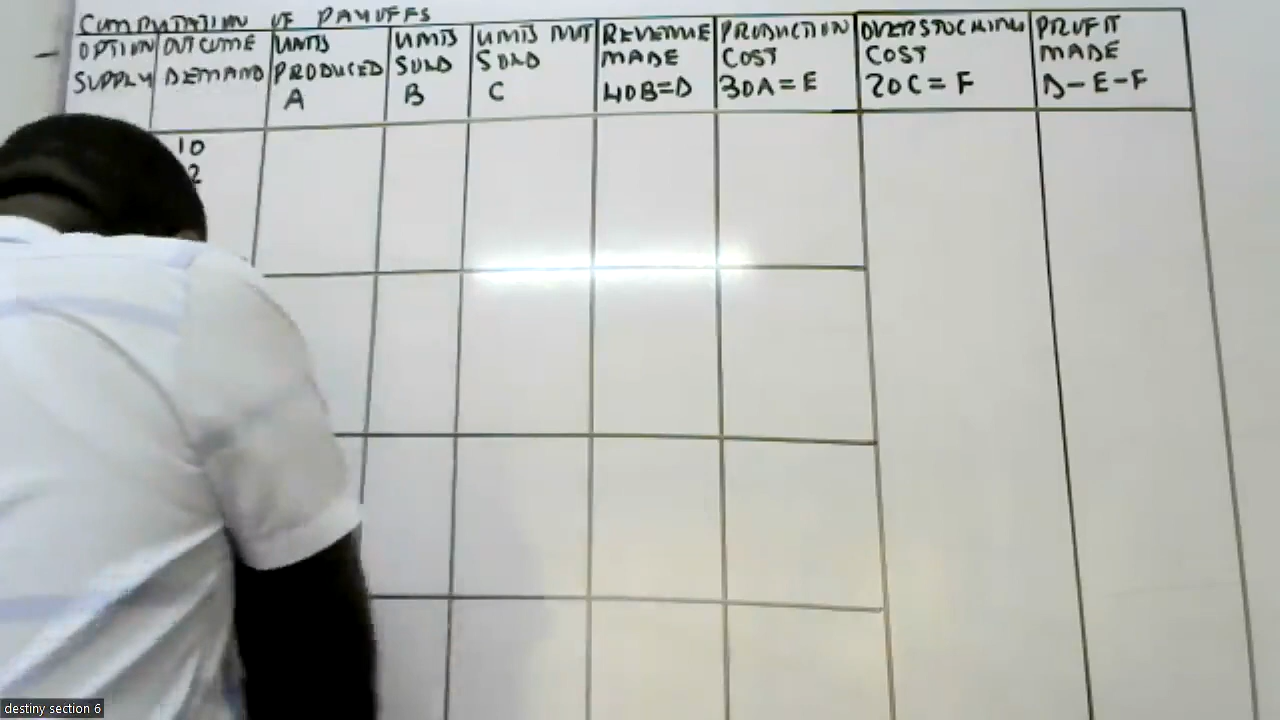 COMPUTATION OF PAYOFFS
OPTION
SUPPLY
OUTCOME
DEMAND
UNITS
PRODUCED
A
UNITS
SOLD
B
UNITS NOT
SOLD
C
REVENUE
MADE
40B=D
PRODUCTION
COST
30A=E
OVERSTOCKING
COST
20C=F
PROFIT
MADE
D-E-F
10
2
destiny section 6